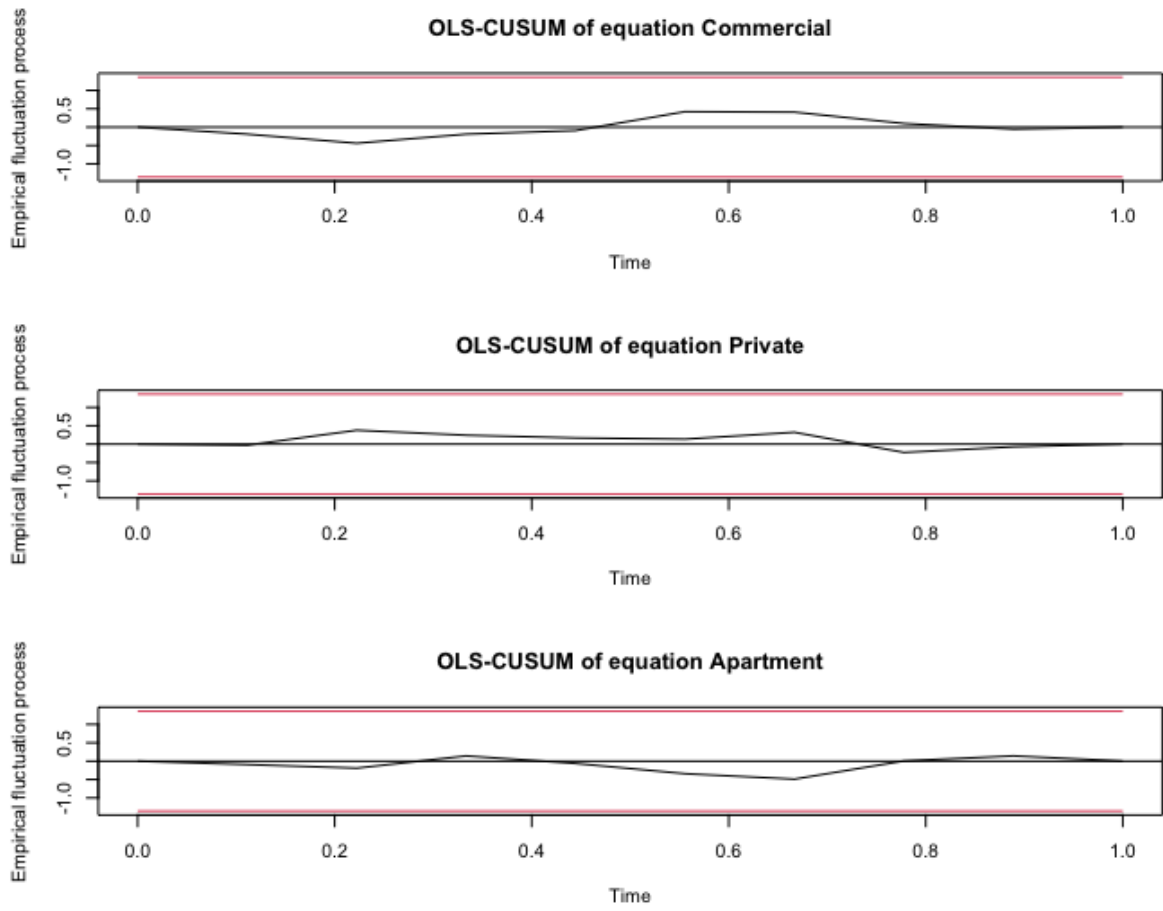 OLS-CUSUM of equation Commercial
Empirical fluctuation process
0.5
-1.0
0.0 0.2 0.4 0.6 0.8 1.0
Time
OLS-CUSUM of equation Private
Empirical fluctuation process
0.5
-1.0
0.0 0.2 0.4 0.6 0.8 1.0
Time
OLS-CUSUM of equation Apartment
Empirical fluctuation process
0.5
-1.0
0.0 0.2 0.4 0.6 0.8 1.0
Time